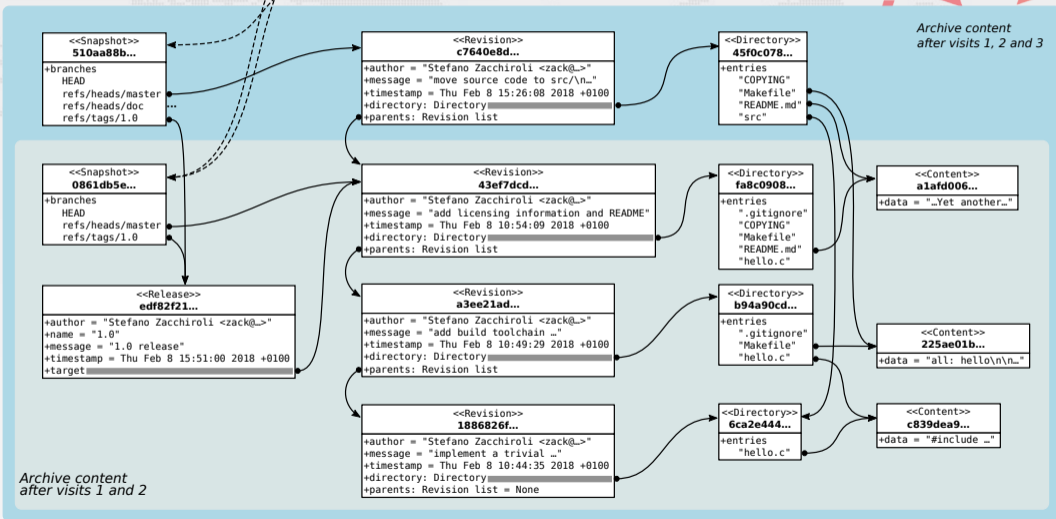 Archive content
after visits 1, 2 and 3
<<Snapshot>>
510aa88b…
+branches
HEAD
refs/heads/master
refs/heads/doc ...
refs/tags/1.0
<<Revision>>
c7640e8d…
+author = "Stefano Zacchiroli <zack@…>"
+message = "move source code to src/\n…"
+timestamp = Thu Feb 8 15:26:08 2018 +0100
+directory: Directory
+parents: Revision list
<<Directory>>
45f0c078…
+entries
"COPYING"
"Makefile"
"README.md"
"src"
<<Snapshot>>
0861db5e…
+branches
HEAD
refs/heads/master
refs/tags/1.0
<<Revision>>
43ef7dcd…
+author = "Stefano Zacchiroli <zack@…>"
+message = "add licensing information and README"
+timestamp = Thu Feb 8 10:54:09 2018 +0100
+directory: Directory
+parents: Revision list
<<Directory>>
fa8c0908…
+entries
".gitignore"
"COPYING"
"Makefile"
"README.md"
"hello.c"
<<Content>>
a1afd006…
+data = "…Yet another…"
<<Release>>
edf82f21…
+author = "Stefano Zacchiroli <zack@…>"
+name = "1.0"
+message = "1.0 release"
+timestamp = Thu Feb 8 15:51:00 2018 +0100
+target
<<Revision>>
a3ee21ad…
+author = "Stefano Zacchiroli <zack@…>"
+message = "add build toolchain …"
+timestamp = Thu Feb 8 10:49:29 2018 +0100
+directory: Directory
+parents: Revision list
<<Directory>>
b94a90cd…
+entries
".gitignore"
"Makefile"
"hello.c"
<<Content>>
225ae01b…
+data = "all: hello\n\n…"
<<Revision>>
1886826f…
+author = "Stefano Zacchiroli <zack@…>"
+message = "implement a trivial …"
+timestamp = Thu Feb 8 10:44:35 2018 +0100
+directory: Directory
+parents: Revision list = None
<<Directory>>
6ca2e444…
+entries
"hello.c"
<<Content>>
c839dea9…
+data = "#include …"
Archive content
after visits 1 and 2